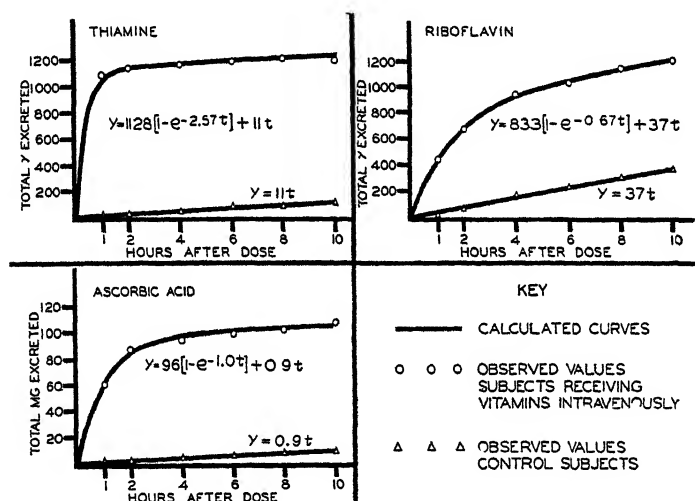 THIAMINE
TOTAL γ EXCRETED
1200
1000
800
600
400
200
Y=1128[1-e-2.57t]+11t
Y=11t
1 2 4 6 8 10
HOURS AFTER DOSE
RIBOFLAVIN
TOTAL γ EXCRETED
1200
1000
800
600
400
200
Y=833[1-e-0.67t]+37t
Y=37t
1 2 4 6 8 10
HOURS AFTER DOSE
ASCORBIC ACID
TOTAL MG EXCRETED
120
100
80
60
40
20
Y=96[1-e-1.0t]+0.9t
Y=0.9t
1 2 4 6 8 10
HOURS AFTER DOSE
KEY
CALCULATED CURVES
OBSERVED VALUES
SUBJECTS RECEIVING
VITAMINS INTRAVENOUSLY
OBSERVED VALUES
CONTROL SUBJECTS